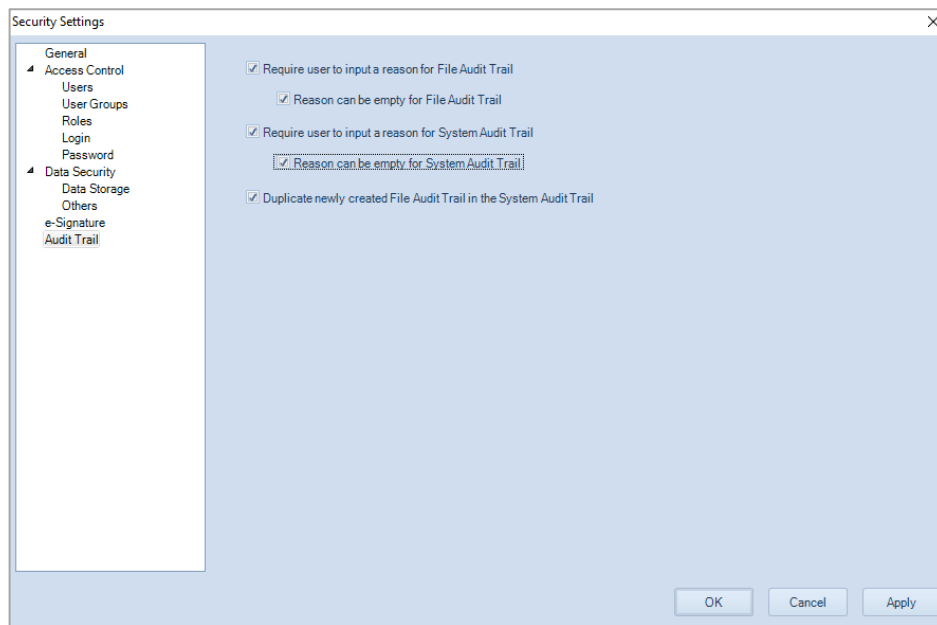 Security Settings
General
Access Control
Users
User Groups
Roles
Login
Password
Data Security
Data Storage
Others
e-Signature
Audit Trail
Require user to input a reason for File Audit Trail
Reason can be empty for File Audit Trail
Require user to input a reason for System Audit Trail
Reason can be empty for System Audit Trail
Duplicate newly created File Audit Trail in the System Audit Trail
OK
Cancel
Apply